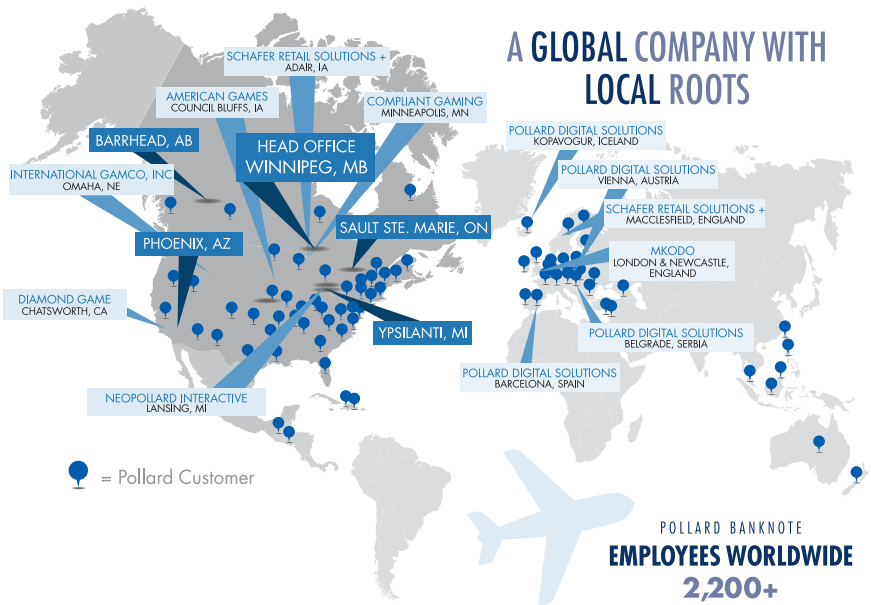 A GLOBAL COMPANY WITH
LOCAL ROOTS
SCHAFER RETAIL SOLUTIONS +
ADAIR, IA
AMERICAN GAMES
COUNCIL BLUFFS, IA
COMPLIANT GAMING
MINNEAPOLIS, MN
BARRHEAD, AB
HEAD OFFICE
WINNIPEG, MB
INTERNATIONAL GAMCO, INC
OMAHA, NE
PHOENIX, AZ
SAULT STE. MARIE, ON
DIAMOND GAME
CHATSWORTH, CA
YPSILANTI, MI
NEOPOLLARD INTERACTIVE
LANSING, MI
POLLARD DIGITAL SOLUTIONS
KOPAVOGUR, ICELAND
POLLARD DIGITAL SOLUTIONS
VIENNA, AUSTRIA
SCHAFER RETAIL SOLUTIONS +
MACCLESFIELD, ENGLAND
MKODO
LONDON & NEWCASTLE,
ENGLAND
POLLARD DIGITAL SOLUTIONS
BELGRADE, SERBIA
POLLARD DIGITAL SOLUTIONS
BARCELONA, SPAIN
= Pollard Customer
POLLARD BANKNOTE
EMPLOYEES WORLDWIDE
2,200+